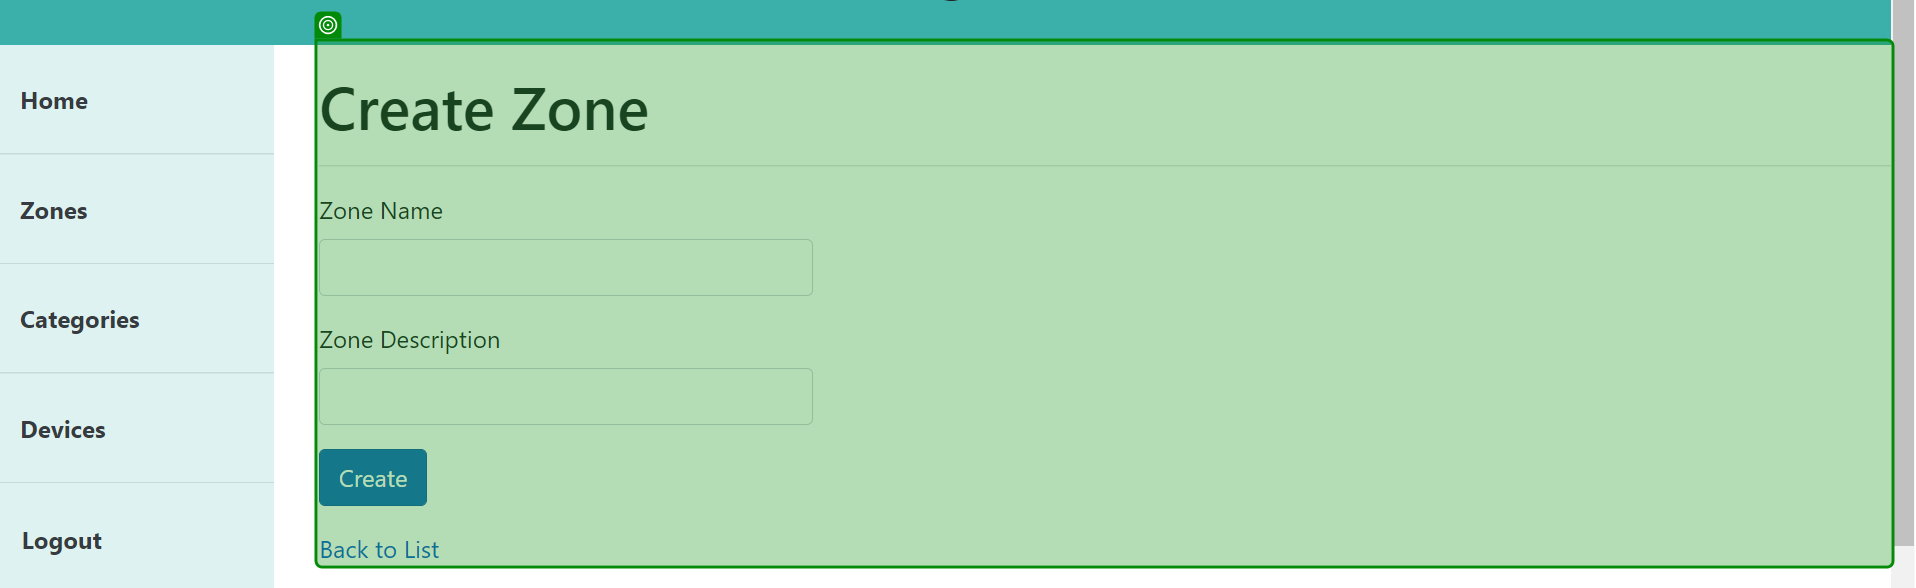 Home
Zones
Categories
Devices
Logout
Create Zone
Zone Name
Zone Description
Create
Back to List